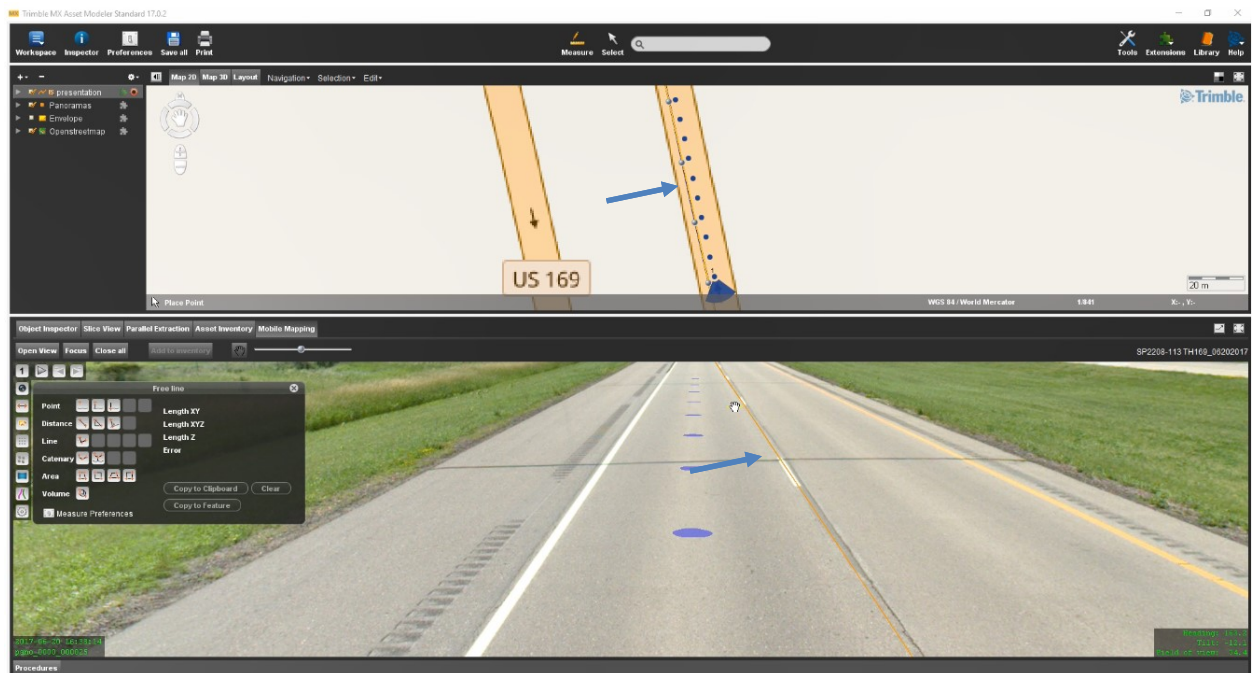 Trimble MX Asset Modeler Standard 17.0.2
Workspace Inspector Preferences Save all Print Measure Select Tools Extensions Library Help
Map 2D Map 3D Layout Navigation Selection Edit
presentation
Panoramas
Envelope
Openstreetmap
Trimble
US 169
20 m
Place Point WGS 84 / World Mercator 1/841 X:- , Y:-
Object Inspector Slice View Parallel Extraction Asset Inventory Mobile Mapping
Open View Focus Close all Add to inventory
SP2208-113 TH169_06202017
1
Free line
Point
Distance
Line
Catenary
Area
Volume
Length XY
Length XYZ
Length Z
Error
Copy to Clipboard Clear
Copy to Feature
Measure Preferences
Procedures